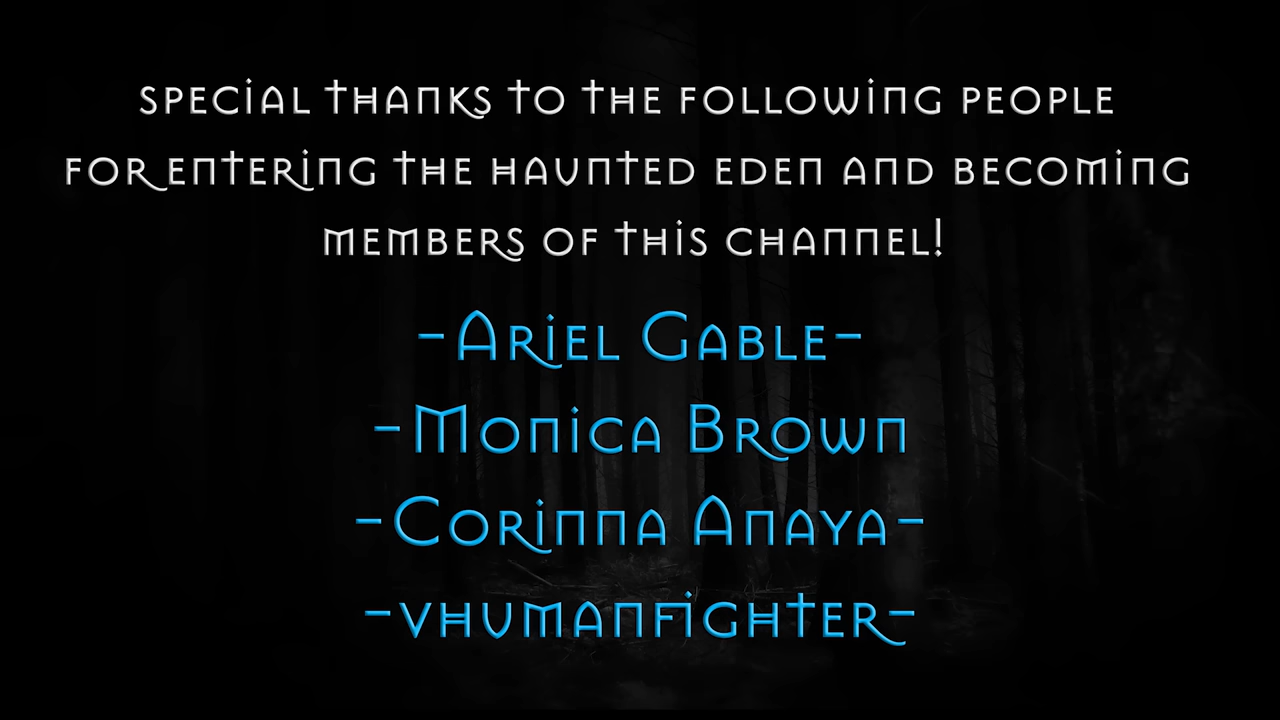 SPECiAL THANKS TO THE FOLLOWiNG PEOPLE
FOR ENTERiNG THE HAUNTED EDEN AND BECOMiNG
MEMBERS OF THiS CHANNEL!
-ARiEL GABLE-
-MONiCA BROWN
-CORiNNA ANAYA-
-VHUMANFiGHTER-